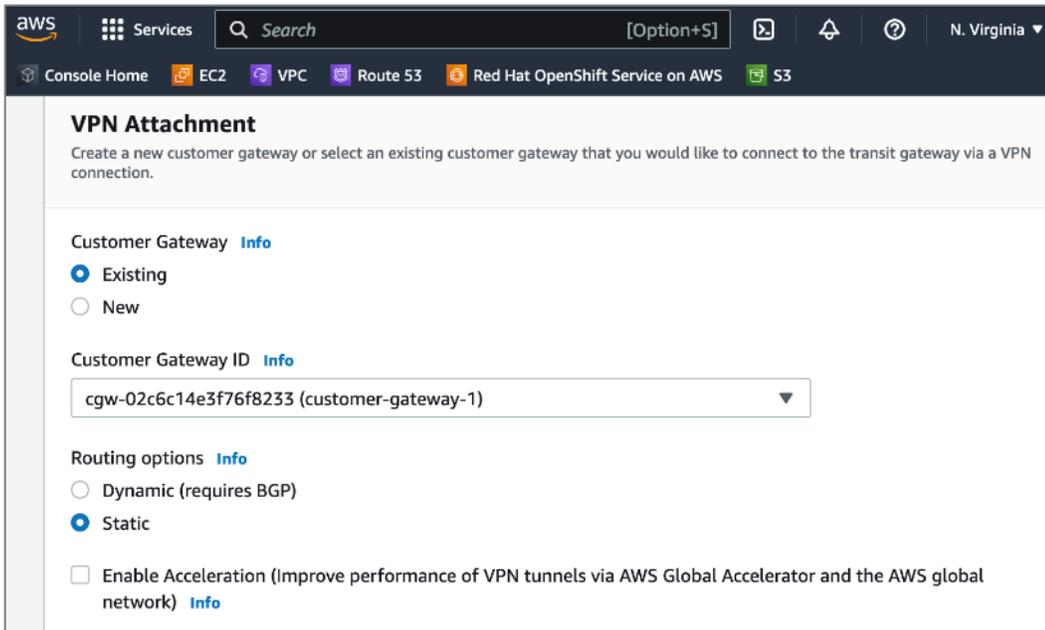 aws
Services
Search
[Option+S]
N. Virginia
Console Home
EC2
VPC
Route 53
Red Hat OpenShift Service on AWS
S3
VPN Attachment
Create a new customer gateway or select an existing customer gateway that you would like to connect to the transit gateway via a VPN
connection.
Customer Gateway Info
Existing
New
Customer Gateway ID Info
cgw-02c6c14e3f76f8233 (customer-gateway-1)
Routing options Info
Dynamic (requires BGP)
Static
Enable Acceleration (Improve performance of VPN tunnels via AWS Global Accelerator and the AWS global
network) Info